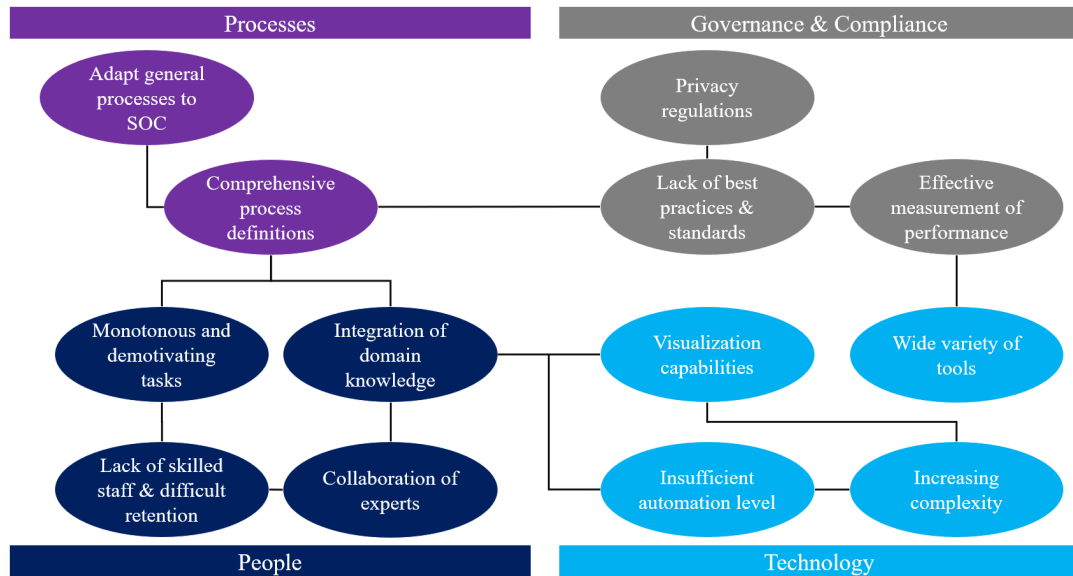 Processes
Governance & Compliance
Adapt general
processes to
SOC
Privacy
regulations
Comprehensive
process
definitions
Lack of best
practices &
standards
Effective
measurement of
performance
Monotonous and
demotivating
tasks
Integration of
domain
knowledge
Visualization
capabilities
Wide variety of
tools
Lack of skilled
staff & difficult
retention
Collaboration of
experts
Insufficient
automation level
Increasing
complexity
People
Technology